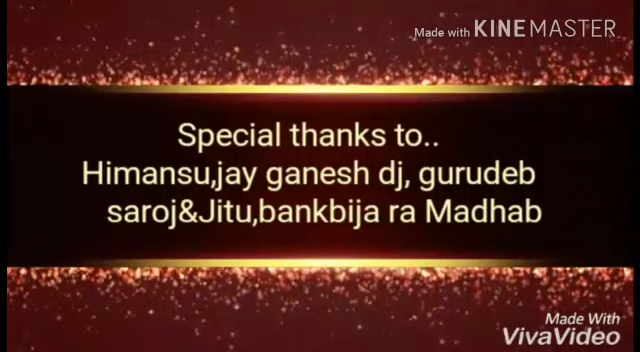 Made with KINEMASTER
Special thanks to..
Himansu,jay ganesh dj, gurudeb
saroj&Jitu,bankbija ra Madhab
Made With
VivaVideo